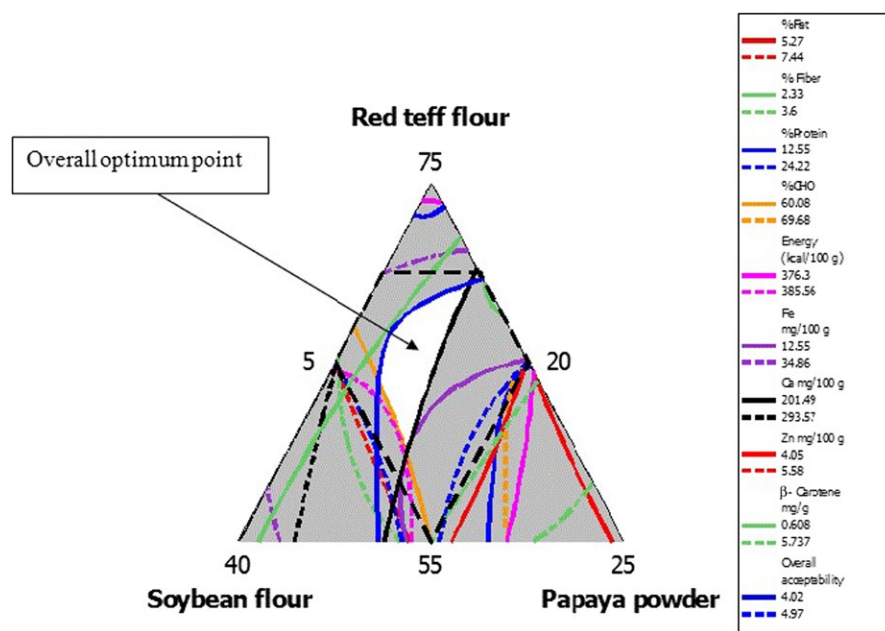 Red teff flour
Overall optimum point
75
5
20
40
55
25
Soybean flour
Papaya powder
%Fat
5.27
7.44
% Fiber
2.33
3.6
%Protein
12.55
24.22
%CHO
60.08
69.68
Energy
(kcal/100 g)
376.3
385.56
Fe
mg/100 g
12.55
34.86
Ca mg/100 g
201.49
293.57
Zn mg/100 g
4.05
5.58
β- Carotene
mg/g
0.608
5.737
Overall
acceptability
4.02
4.97